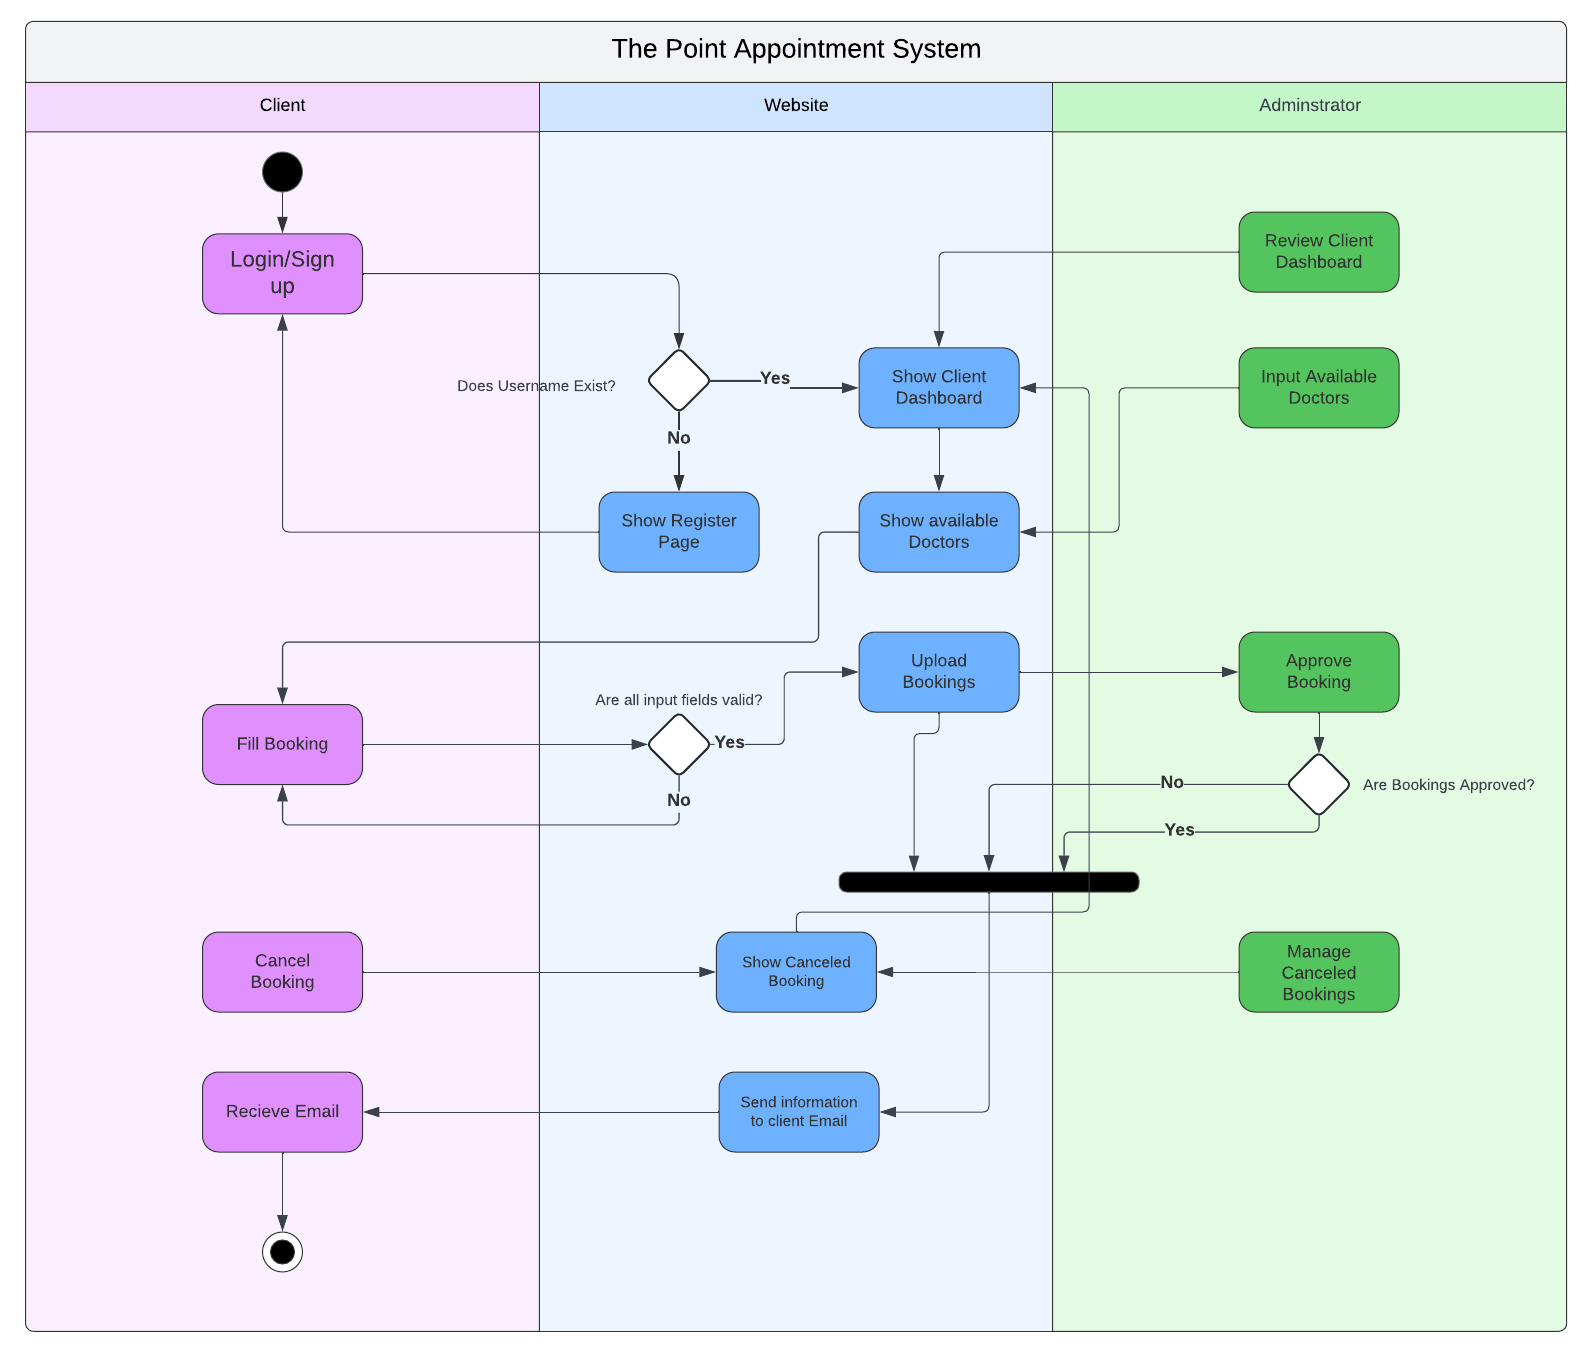 The Point Appointment System
Client
Website
Adminstrator
Login/Sign
up
Review Client
Dashboard
Does Username Exist?
Yes
Show Client
Dashboard
Input Available
Doctors
No
Show Register
Page
Show available
Doctors
Upload
Bookings
Approve
Booking
Are all input fields valid?
Fill Booking
Yes
No
No
Are Bookings Approved?
Yes
Cancel
Booking
Show Canceled
Booking
Manage
Canceled
Bookings
Recieve Email
Send information
to client Email